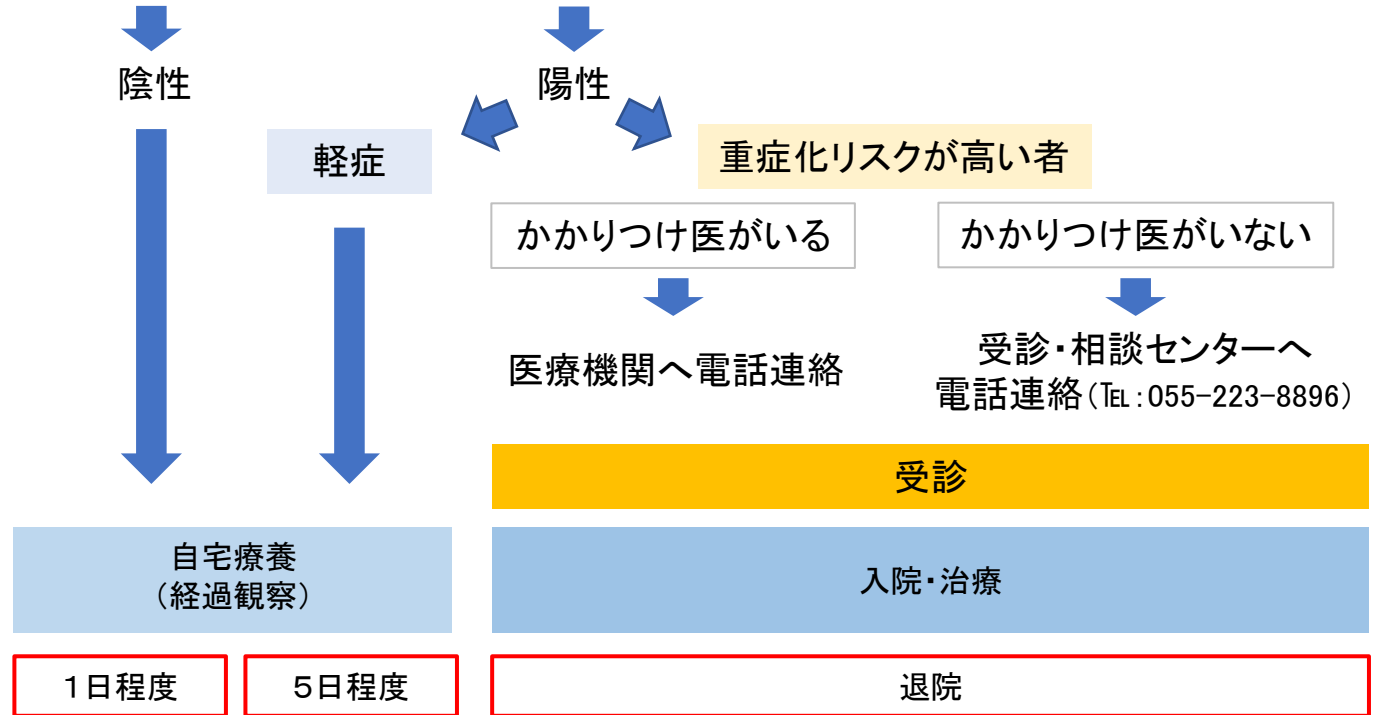 陰性
陽性
軽症
重症化リスクが高い者
かかりつけ医がいる
かかりつけ医がいない
医療機関へ電話連絡
受診・相談センターへ
電話連絡(℡:055-223-8896)
受診
自宅療養
(経過観察)
入院・治療
1日程度
5日程度
退院